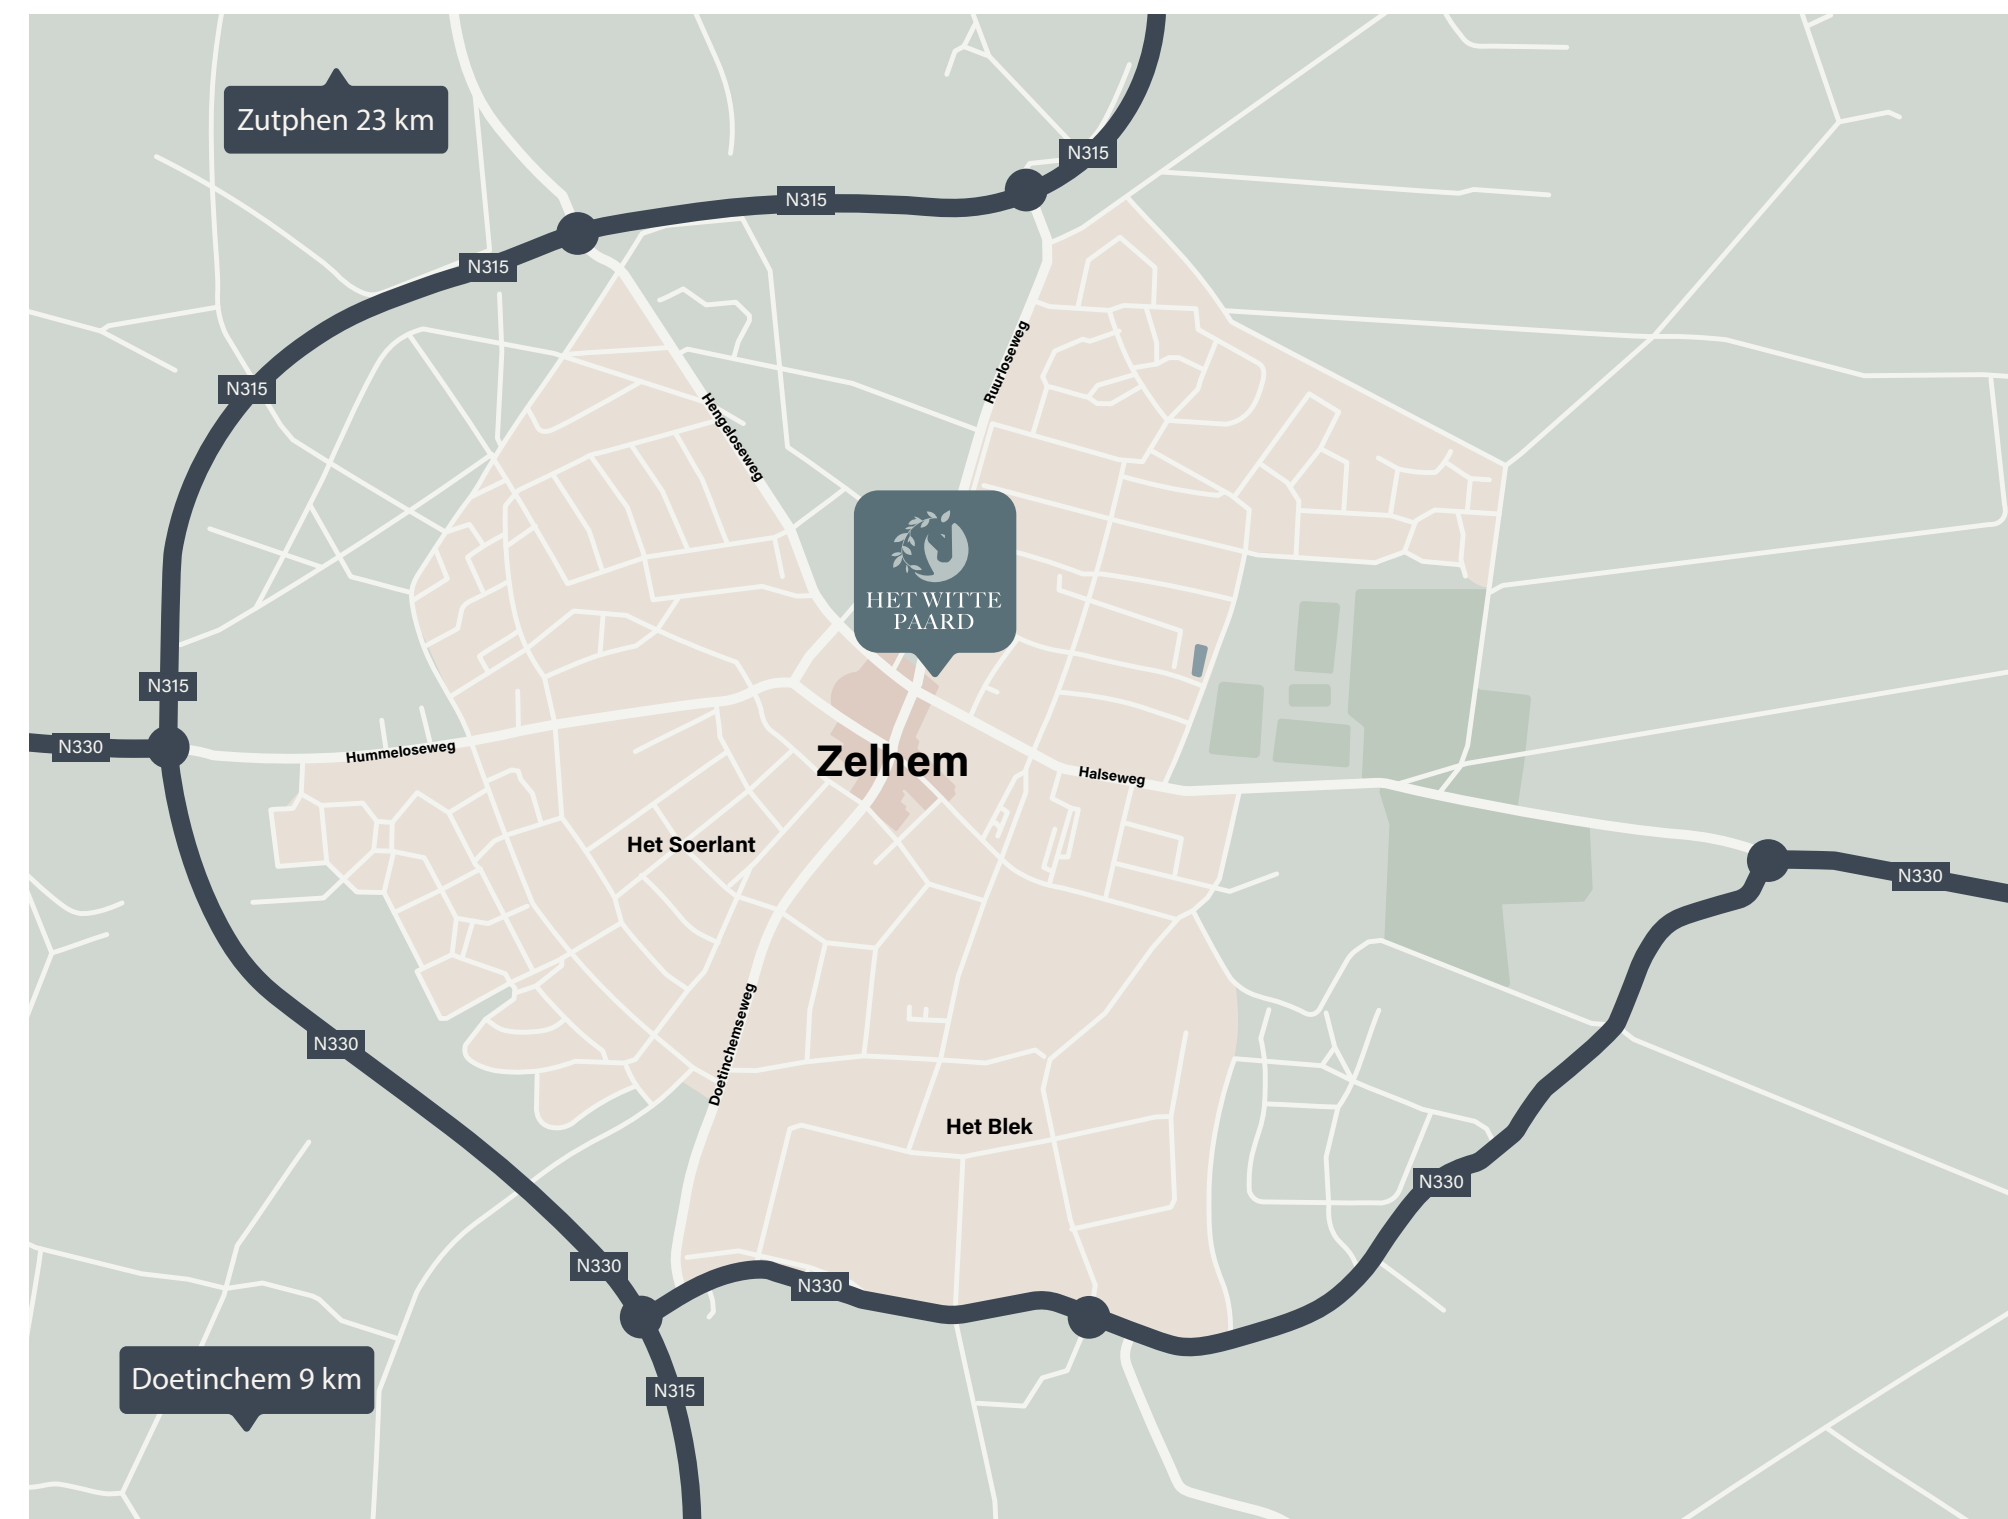 Zutphen 23 km
N315
N315
N315
N315
Ruurloseweg
Hengeloseweg
HET WITTE
PAARD
N315
N330
Hummeloseweg
Zelhem
Halseweg
Het Soerlant
N330
N330
Doetinchemseweg
Het Blek
N330
N330
N330
Doetinchem 9 km
N315